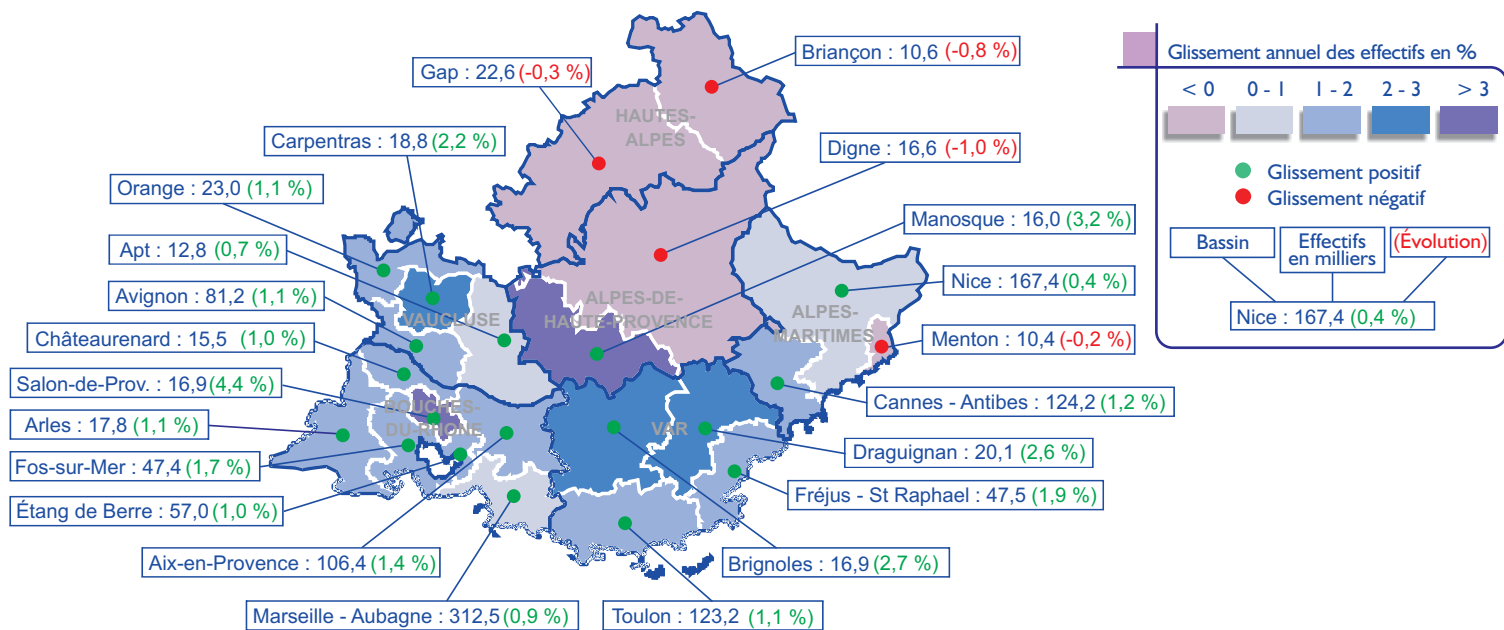 Briançon : 10,6 (-0,8 %)
Gap : 22,6 (-0,3 %)
HAUTES-
ALPES
Carpentras : 18,8 (2,2 %)
Digne : 16,6 (-1,0 %)
Orange : 23,0 (1,1 %)
Manosque : 16,0 (3,2 %)
Apt : 12,8 (0,7 %)
Nice : 167,4 (0,4 %)
Avignon : 81,2 (1,1 %)
ALPES-DE-
HAUTE-PROVENCE
ALPES-
MARITIMES
VAUCLUSE
Châteaurenard : 15,5 (1,0 %)
Menton : 10,4 (-0,2 %)
Salon-de-Prov. : 16,9 (4,4 %)
BOUCHES-
DU-RHONE
Cannes - Antibes : 124,2 (1,2 %)
Arles : 17,8 (1,1 %)
VAR
Draguignan : 20,1 (2,6 %)
Fos-sur-Mer : 47,4 (1,7 %)
Fréjus - St Raphael : 47,5 (1,9 %)
Étang de Berre : 57,0 (1,0 %)
Aix-en-Provence : 106,4 (1,4 %)
Brignoles : 16,9 (2,7 %)
Marseille - Aubagne : 312,5 (0,9 %)
Toulon : 123,2 (1,1 %)
Glissement annuel des effectifs en %
< 0 0 - 1 1 - 2 2 - 3 > 3
Glissement positif
Glissement négatif
Bassin
Effectifs
en milliers
(Évolution)
Nice : 167,4 (0,4 %)